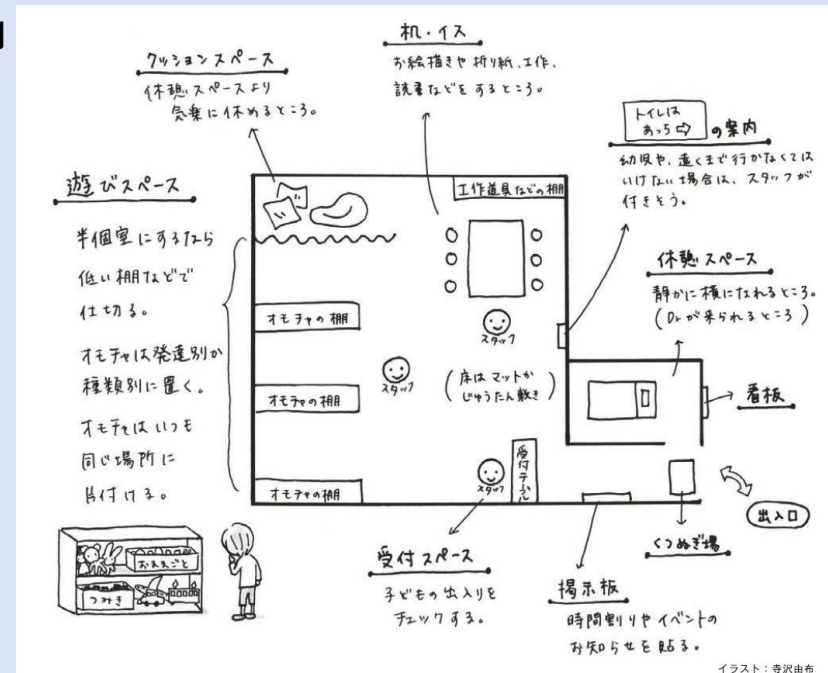 クッションスペース
休憩スペースより
気楽に休めるところ。
机・イス
お絵描きや折り紙、工作、
読書などをするところ。
トイレは
あっち⇨
の案内
幼児や、遠くまで行かなくては
いけない場合は、スタッフが
付きそう。
遊びスペース
半個室にするなら
低い棚などで
仕切る。
オモチャは発達別か
種類別に置く。
オモチャはいつも
同じ場所に
片付ける。
工作道具などの棚
オモチャの棚
オモチャの棚
オモチャの棚
スタッフ
スタッフ
スタッフ
(床はマットか
じゅうたん敷き)
受付テーブル
休憩スペース
静かに横になれるところ。
(Drが来られるところ)
看板
出入口
くつぬぎ場
掲示板
時間割りやイベントの
お知らせを貼る。
受付スペース
子どもの出入りを
チェックする。
おままごと
つみき
イラスト:寺沢由布